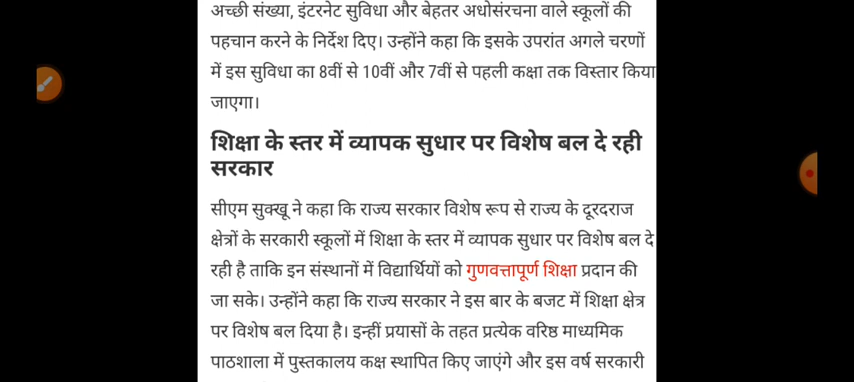 अच्छी संख्या, इंटरनेट सुविधा और बेहतर अधोसंरचना वाले स्कूलों की
पहचान करने के निर्देश दिए। उन्होंने कहा कि इसके उपरांत अगले चरणों
में इस सुविधा का 8वीं से 10वीं और 7वीं से पहली कक्षा तक विस्तार किया
जाएगा।
शिक्षा के स्तर में व्यापक सुधार पर विशेष बल दे रही
सरकार
सीएम सुक्खू ने कहा कि राज्य सरकार विशेष रूप से राज्य के दूरदराज
क्षेत्रों के सरकारी स्कूलों में शिक्षा के स्तर में व्यापक सुधार पर विशेष बल दे
रही है ताकि इन संस्थानों में विद्यार्थियों को गुणवत्तापूर्ण शिक्षा प्रदान की
जा सके। उन्होंने कहा कि राज्य सरकार ने इस बार के बजट में शिक्षा क्षेत्र
पर विशेष बल दिया है। इन्हीं प्रयासों के तहत प्रत्येक वरिष्ठ माध्यमिक
पाठशाला में पुस्तकालय कक्ष स्थापित किए जाएंगे और इस वर्ष सरकारी